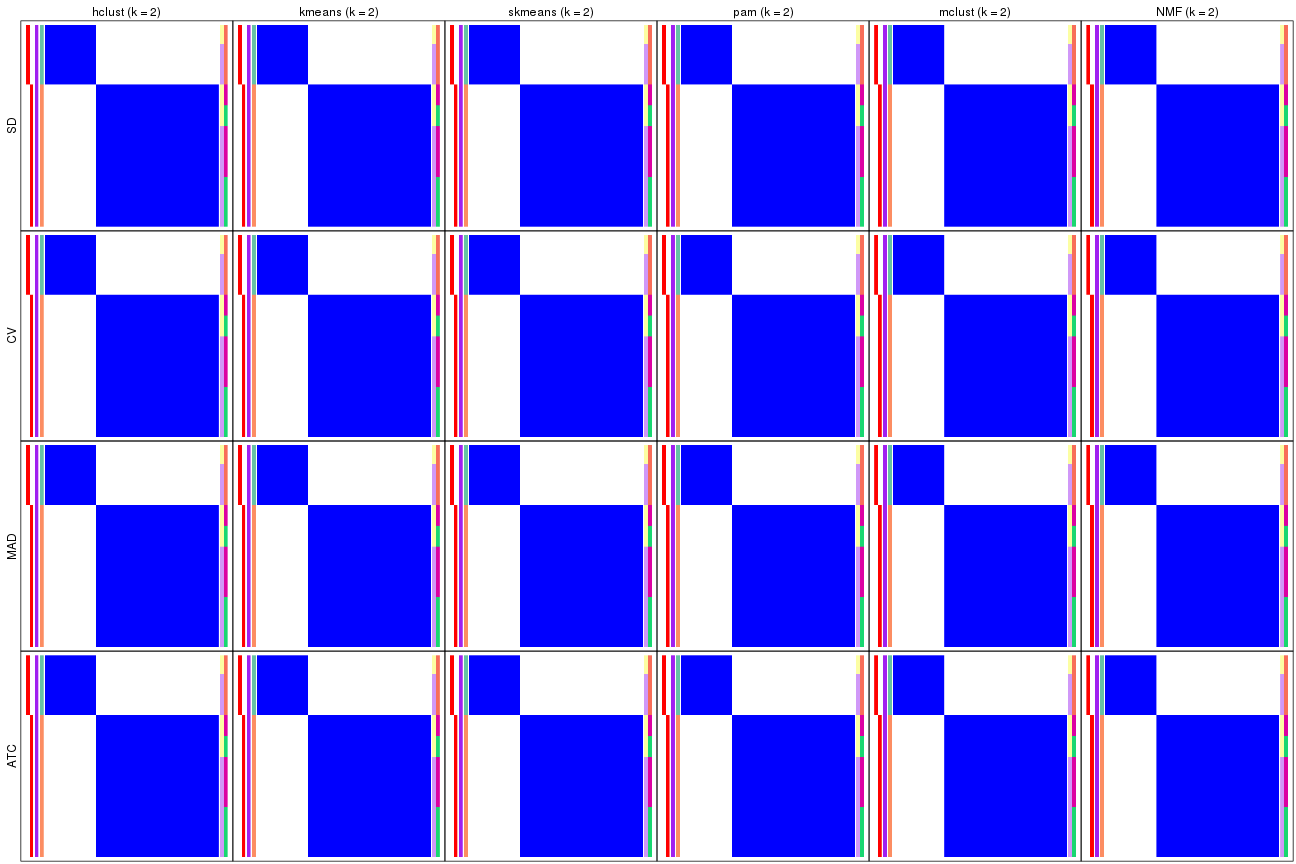 hclust (k = 2)
kmeans (k = 2)
skmeans (k = 2)
pam (k = 2)
mclust (k = 2)
NMF (k = 2)
SD
CV
MAD
ATC